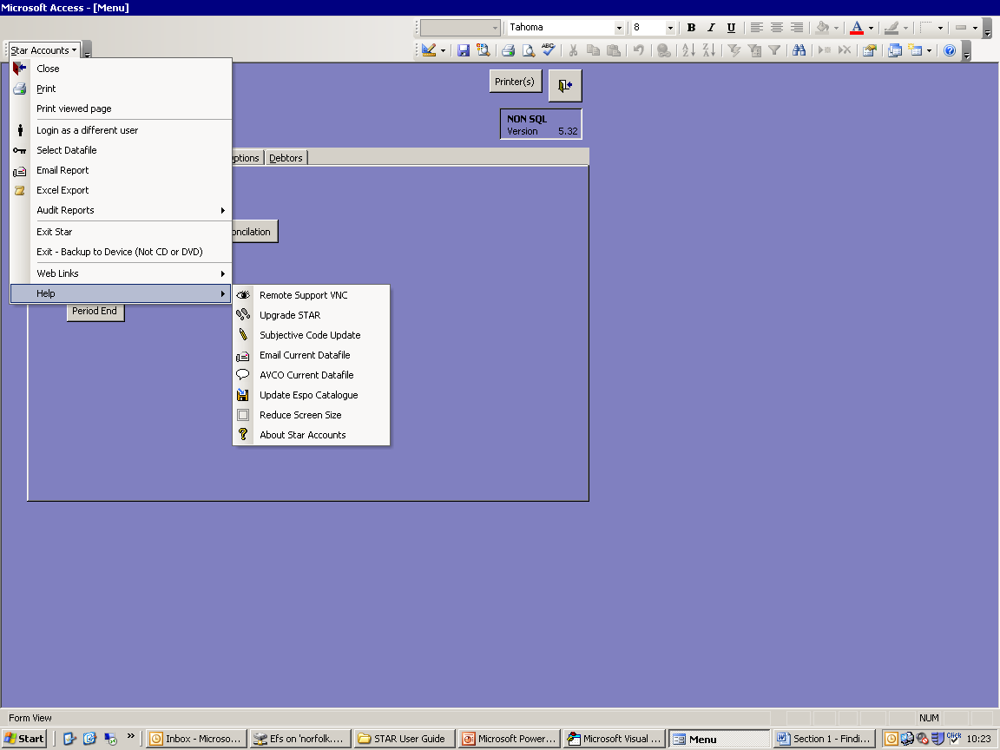 Microsoft Access - [Menu]
Tahoma 8 B I U
Star Accounts
Close
Print
Print viewed page
Login as a different user
Select Datafile
Email Report
Excel Export
Audit Reports
Exit Star
Exit - Backup to Device (Not CD or DVD)
Web Links
Help
Remote Support VNC
Upgrade STAR
Subjective Code Update
Email Current Datafile
AVCO Current Datafile
Update Espo Catalogue
Reduce Screen Size
About Star Accounts
Printer(s)
NON SQL
Version 5.32
ptions Debtors
oncilation
Period End
Form View NUM
Start Inbox - Microso... Efs on 'norfolk.... STAR User Guide Microsoft Power... Microsoft Visual ... Menu Section 1 - Findi... Click 10:23